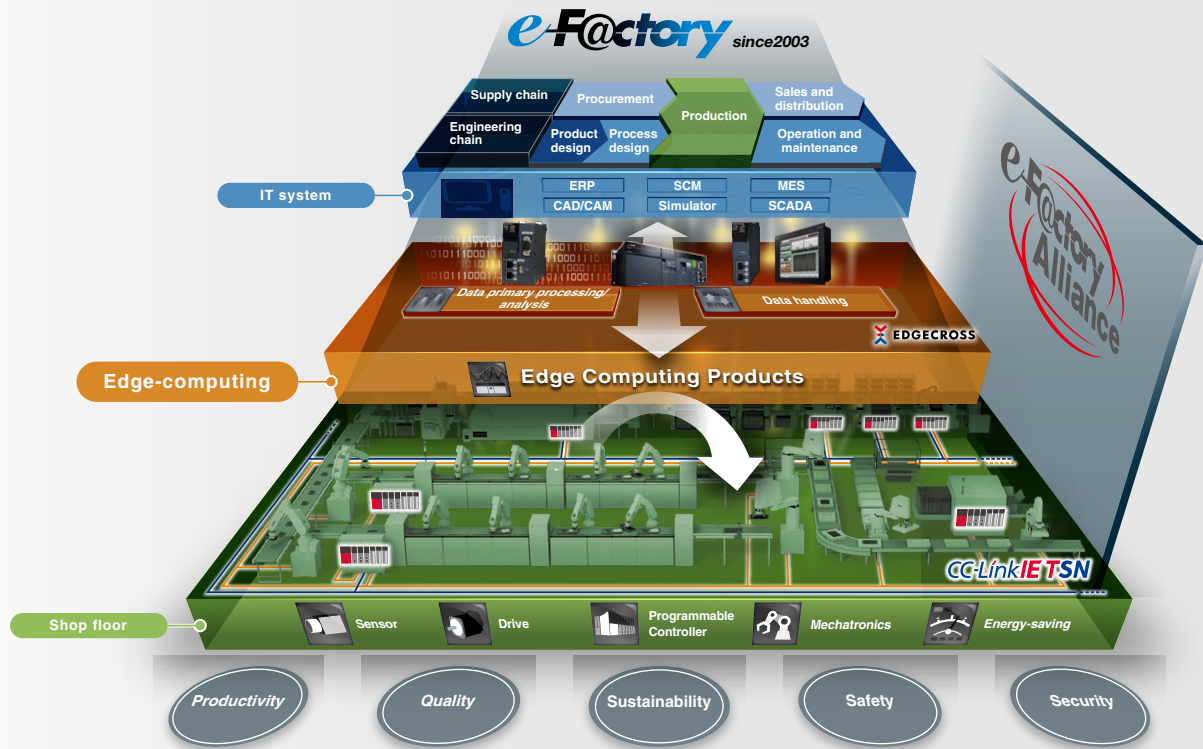 e-F@ctory since2003
Supply chain
Procurement
Production
Sales and
distribution
Engineering
chain
Product
design
Process
design
Operation and
maintenance
IT system
ERP
SCM
MES
CAD/CAM
Simulator
SCADA
Data primary processing/
analysis
Data handling
EDGECROSS
Edge-computing
Edge Computing Products
e-F@ctory
Alliance
CC-Link IE TSN
Shop floor
Sensor
Drive
Programmable
Controller
Mechatronics
Energy-saving
Productivity
Quality
Sustainability
Safety
Security